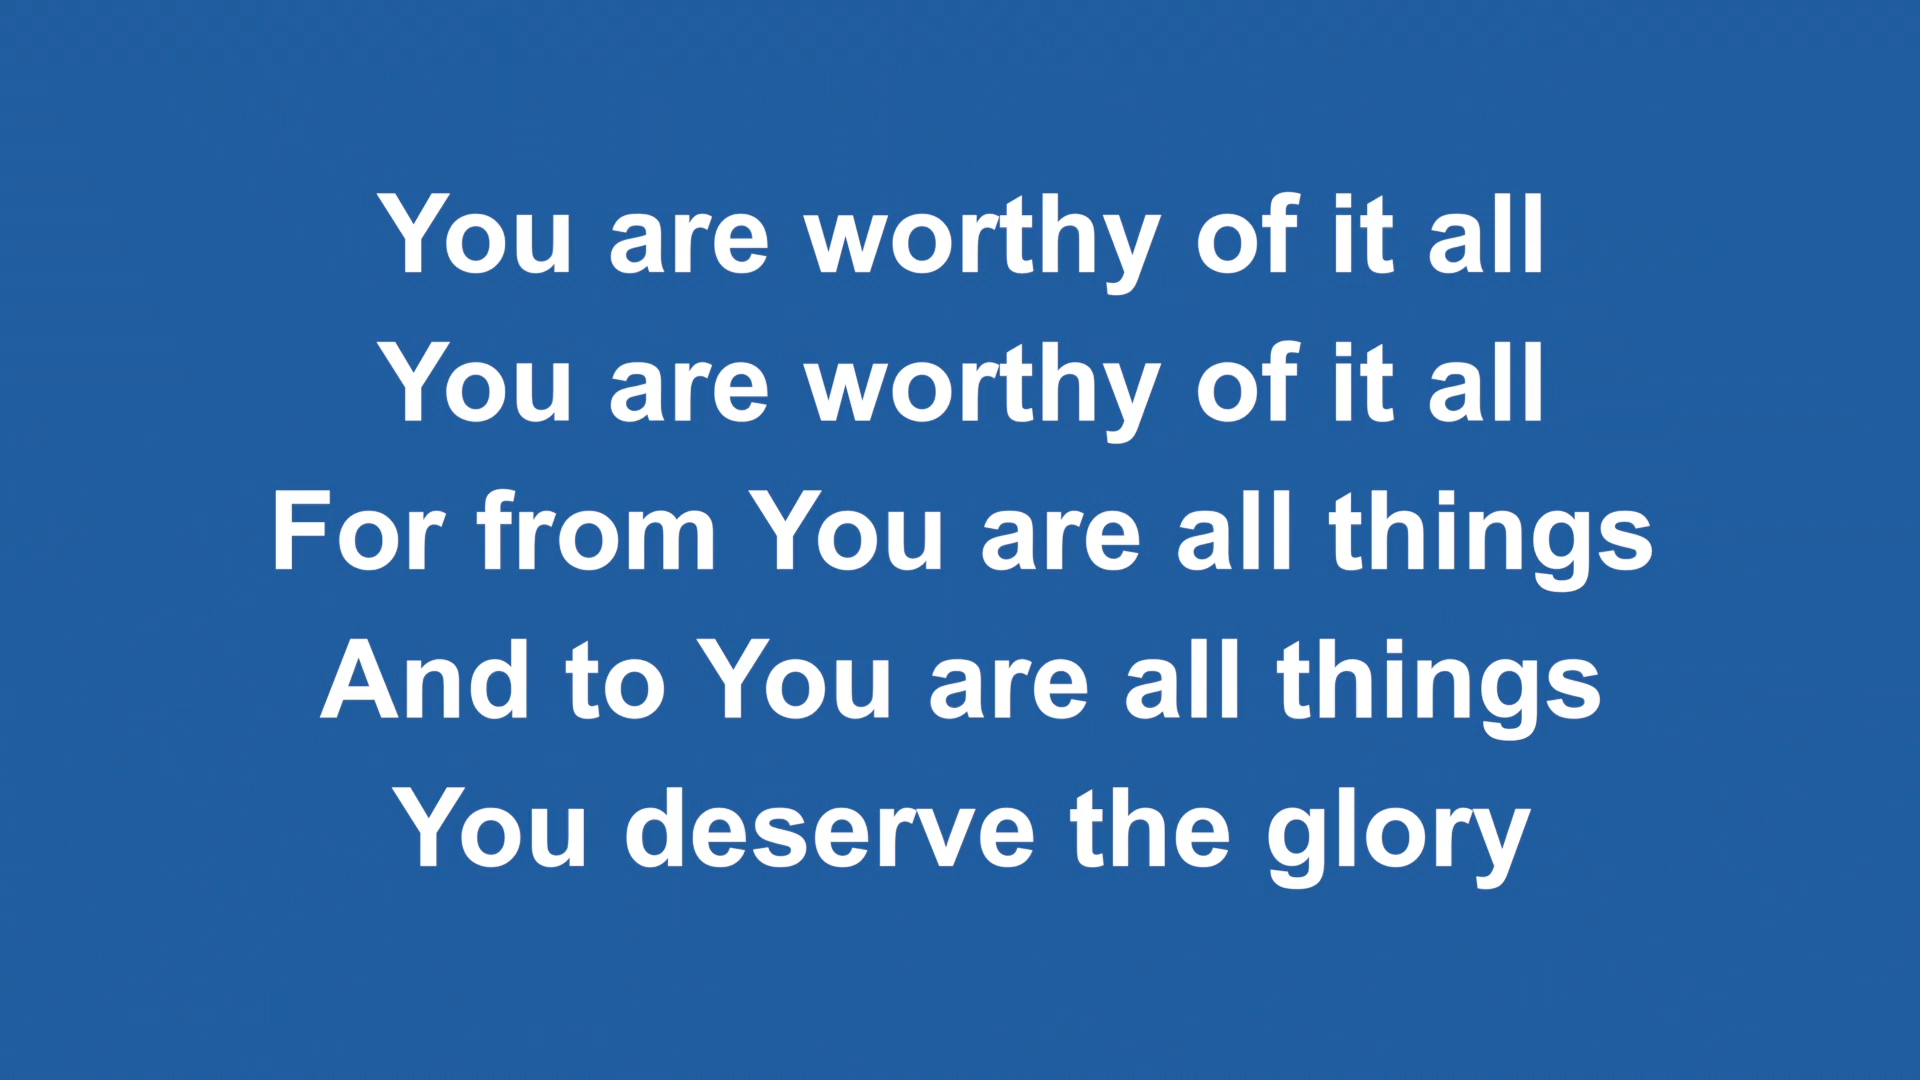 You are worthy of it all
You are worthy of it all
For from You are all things
And to You are all things
You deserve the glory